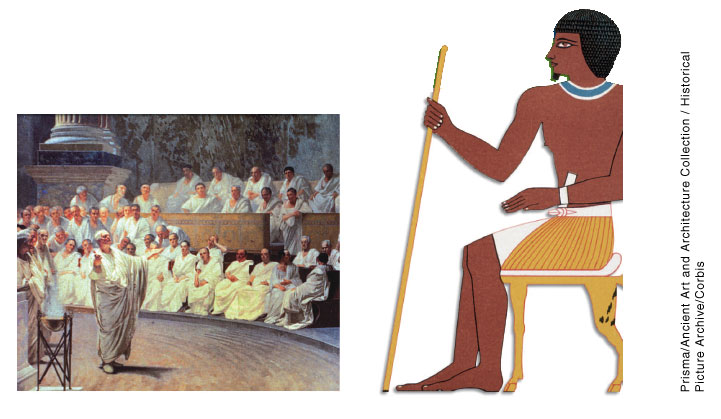 Prisma/Ancient Art and Architecture Collection / Historical
Picture Archive/Corbis